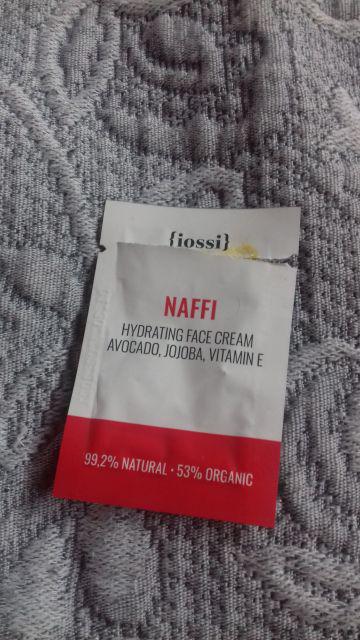 {iossi}
NAFFI
HYDRATING FACE CREAM
AVOCADO, JOJOBA, VITAMIN E
99,2% NATURAL · 53% ORGANIC